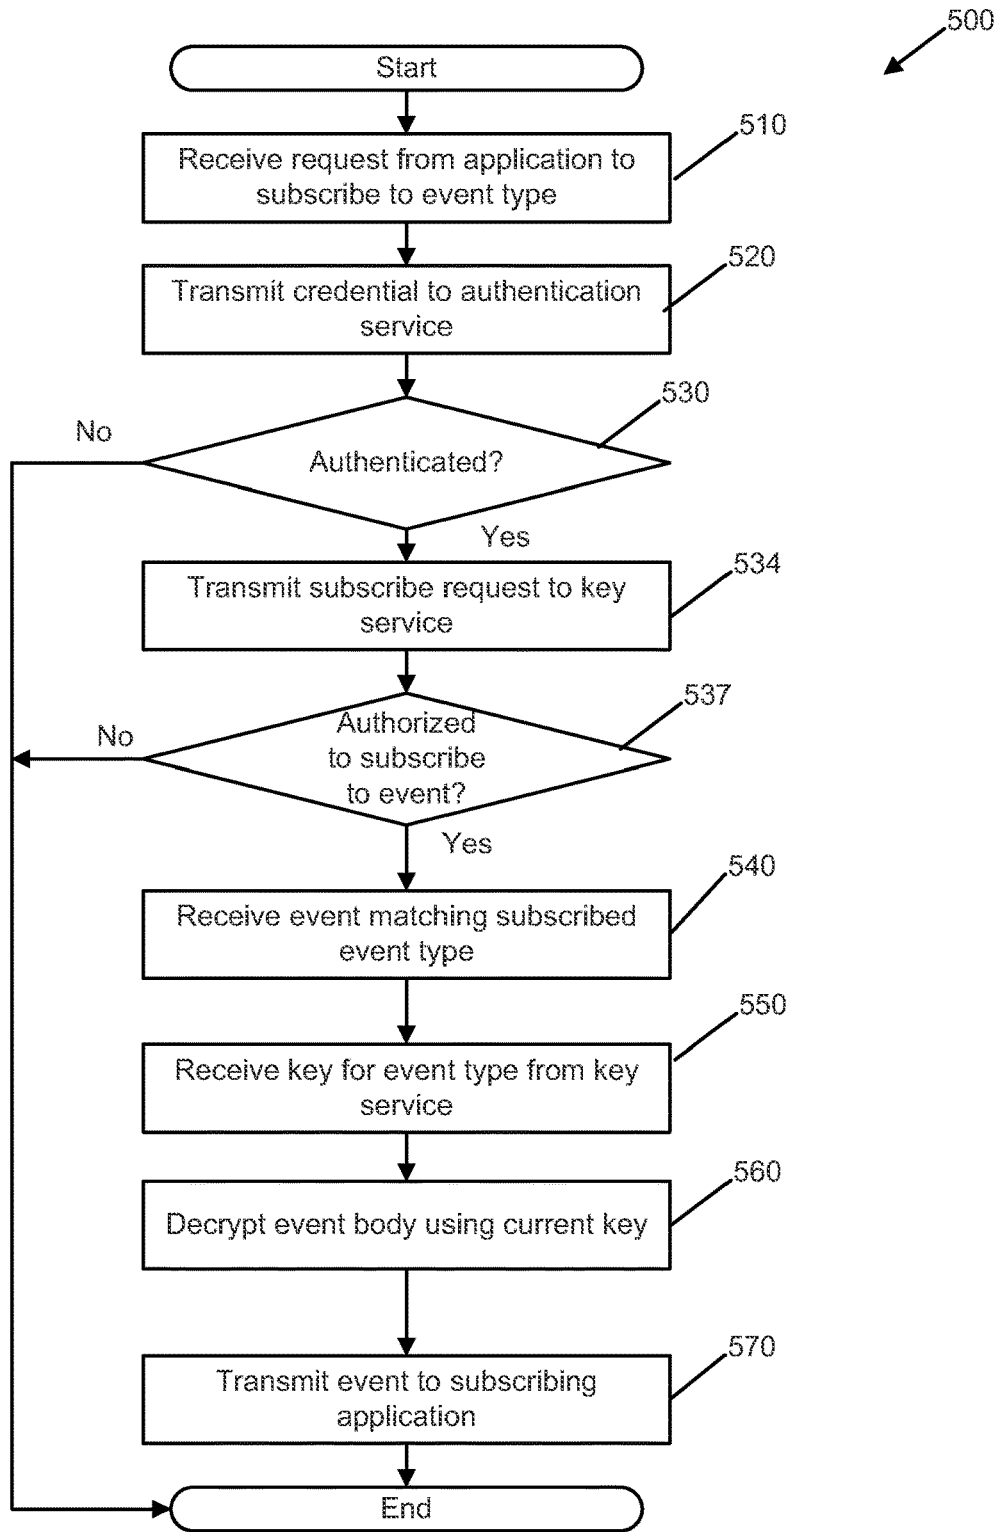 500
Start
510
Receive request from application to
subscribe to event type
520
Transmit credential to authentication
service
530
No
Authenticated?
Yes
534
Transmit subscribe request to key
service
537
No
Authorized
to subscribe
to event?
Yes
540
Receive event matching subscribed
event type
550
Receive key for event type from key
service
560
Decrypt event body using current key
570
Transmit event to subscribing
application
End